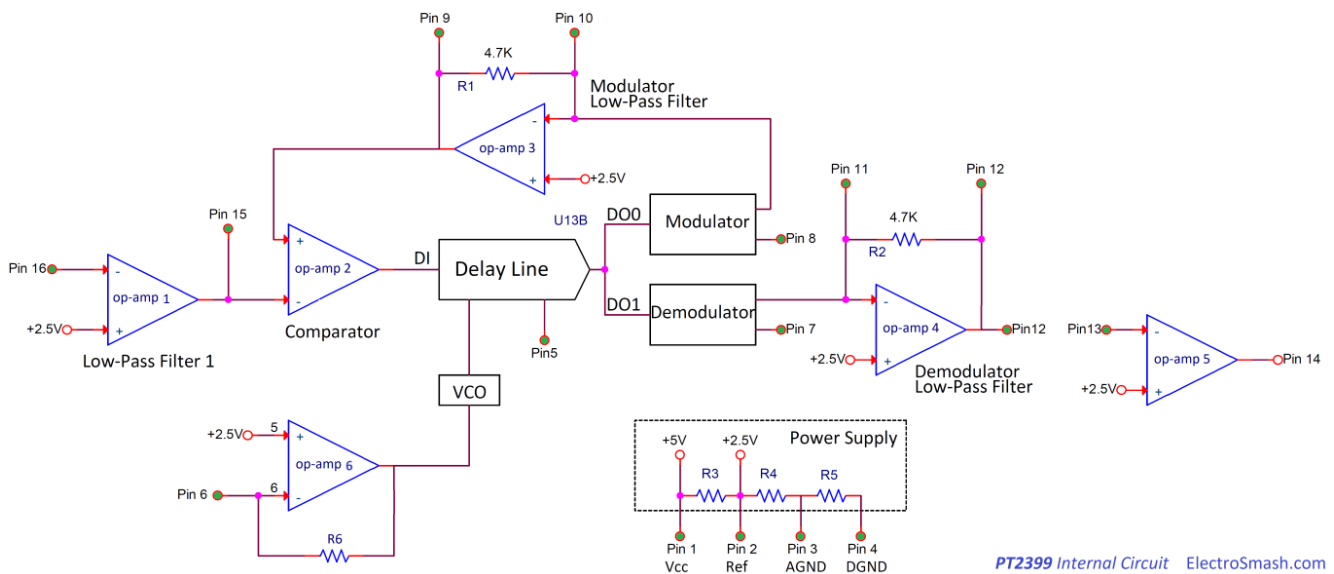 Pin 9
Pin 10
4.7K
R1
Modulator
Low-Pass Filter
-
op-amp 3
+
+2.5V
Pin 11
Pin 12
Pin 15
U13B
DO0
Modulator
Pin 8
4.7K
R2
+
op-amp 2
-
Comparator
DI
Delay Line
Pin 16
-
op-amp 1
+2.5V
+
Low-Pass Filter 1
DO1
Demodulator
Pin 7
Pin5
-
op-amp 4
+2.5V
+
Pin12
Demodulator
Low-Pass Filter
Pin13
-
op-amp 5
+2.5V
+
Pin 14
VCO
+2.5V
5
+
op-amp 6
Pin 6
6
-
R6
Power Supply
+5V
+2.5V
R3
R4
R5
Pin 1
Pin 2
Pin 3
Pin 4
Vcc
Ref
AGND
DGND
PT2399 Internal Circuit ElectroSmash.com